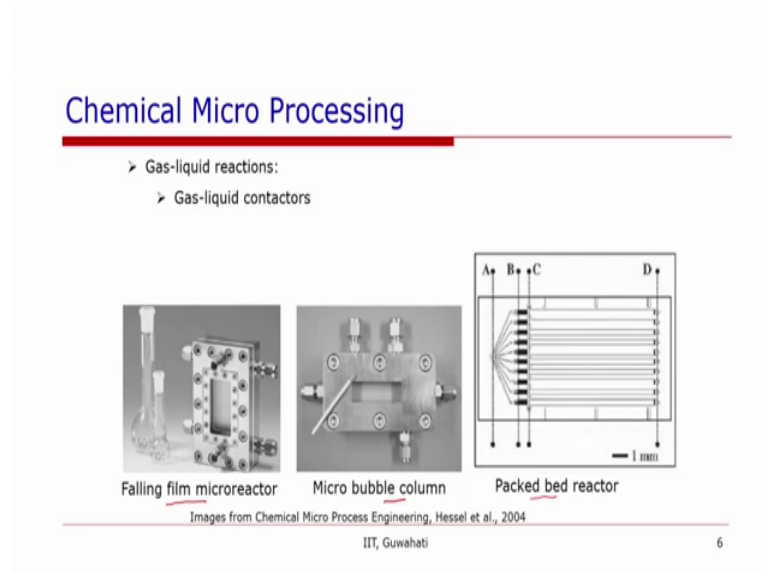 Chemical Micro Processing
➢ Gas-liquid reactions:
➢ Gas-liquid contactors
A B C D
1 mm
Falling film microreactor Micro bubble column Packed bed reactor
Images from Chemical Micro Process Engineering, Hessel et al., 2004
IIT, Guwahati 6